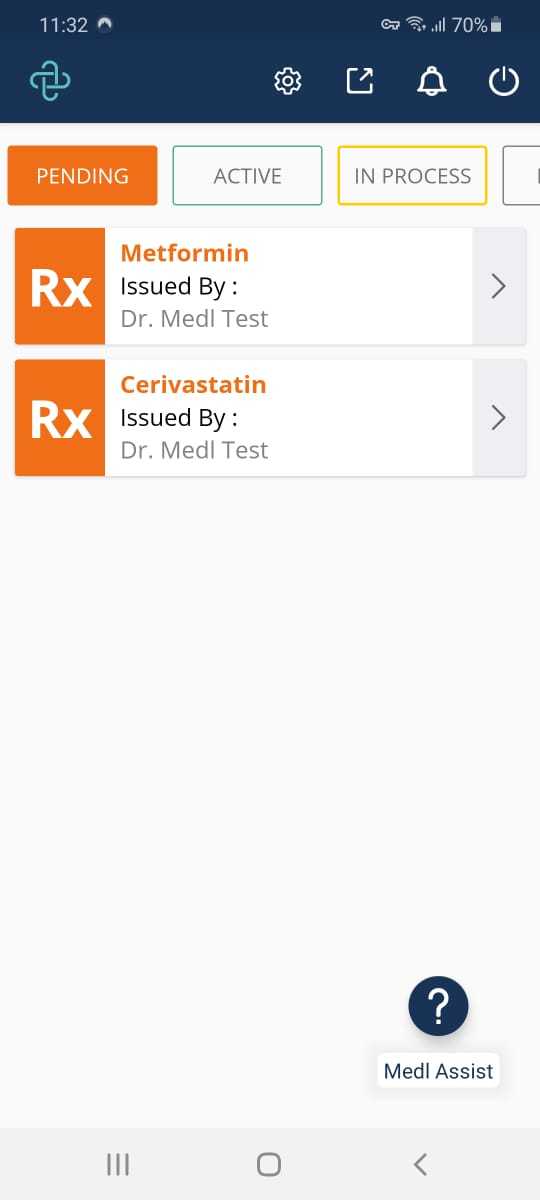 11:32
70%
PENDING
ACTIVE
IN PROCESS
Rx
Metformin
Issued By :
Dr. Medl Test
Rx
Cerivastatin
Issued By :
Dr. Medl Test
?
Medl Assist